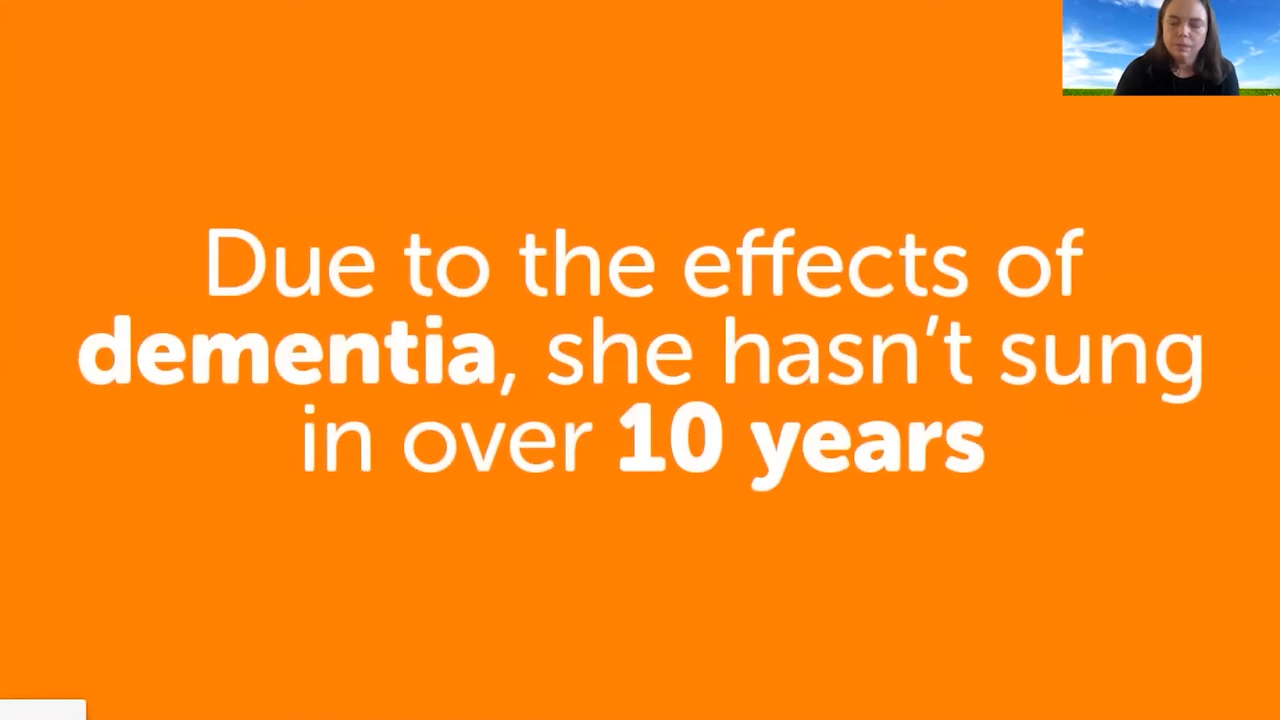 Due to the effects of
dementia, she hasn’t sung
in over 10 years